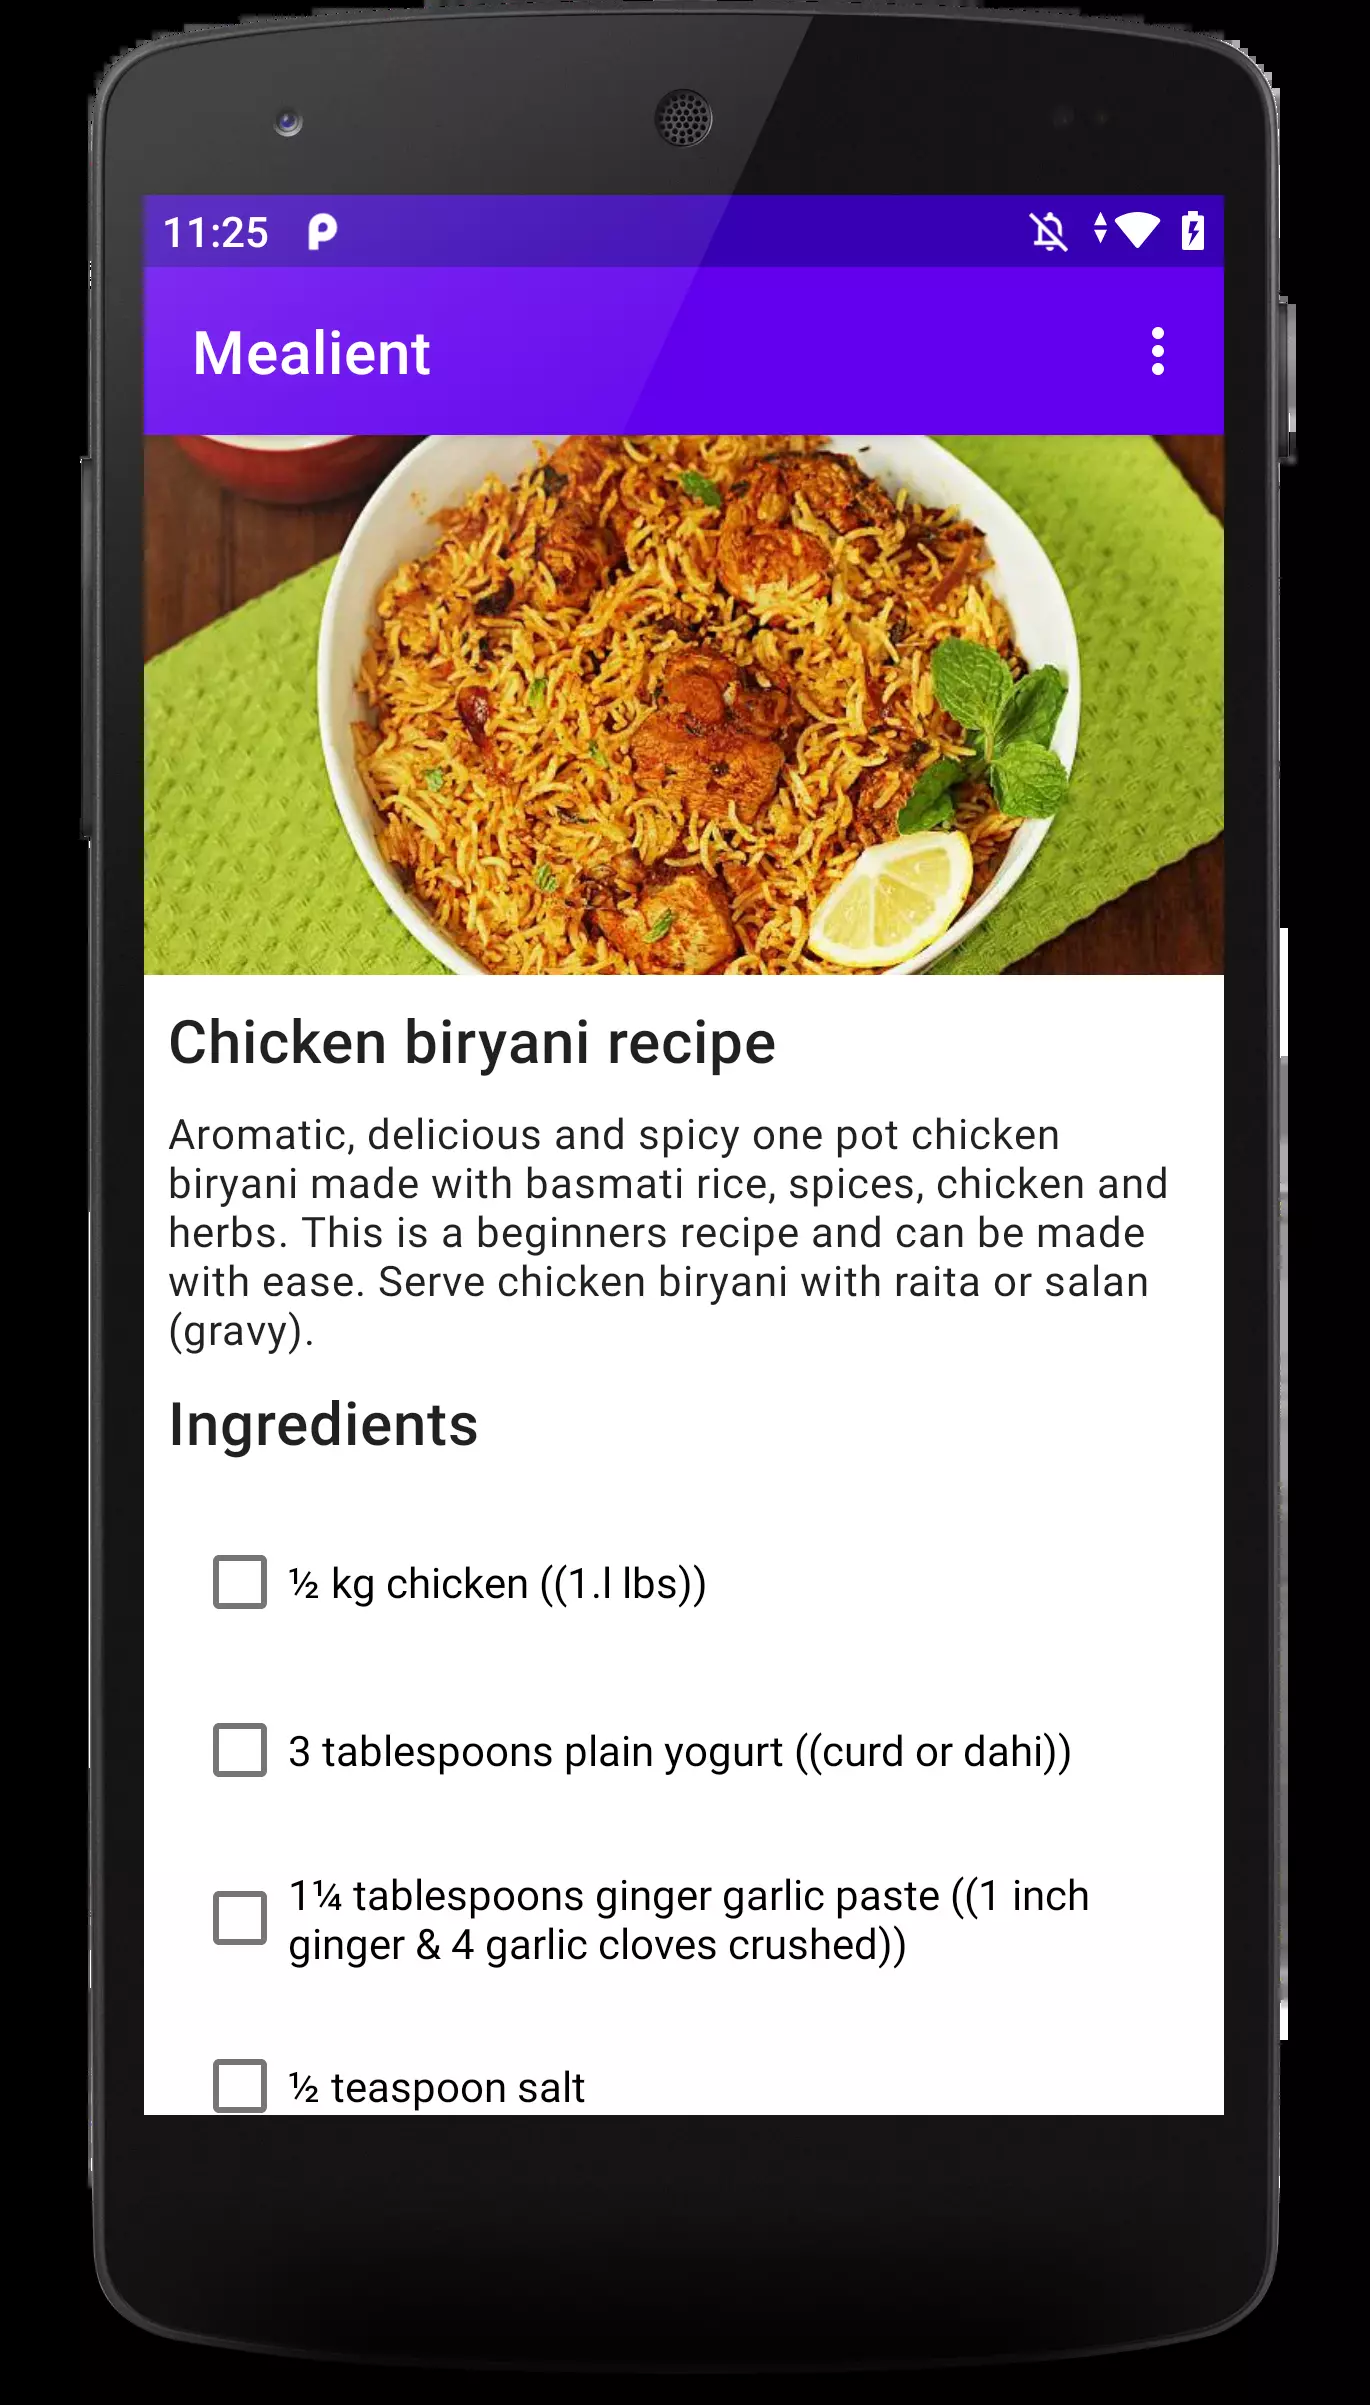 11:25
Mealient
Chicken biryani recipe
Aromatic, delicious and spicy one pot chicken
biryani made with basmati rice, spices, chicken and
herbs. This is a beginners recipe and can be made
with ease. Serve chicken biryani with raita or salan
(gravy).
Ingredients
½ kg chicken ((1.l lbs))
3 tablespoons plain yogurt ((curd or dahi))
1¼ tablespoons ginger garlic paste ((1 inch
ginger & 4 garlic cloves crushed))
½ teaspoon salt